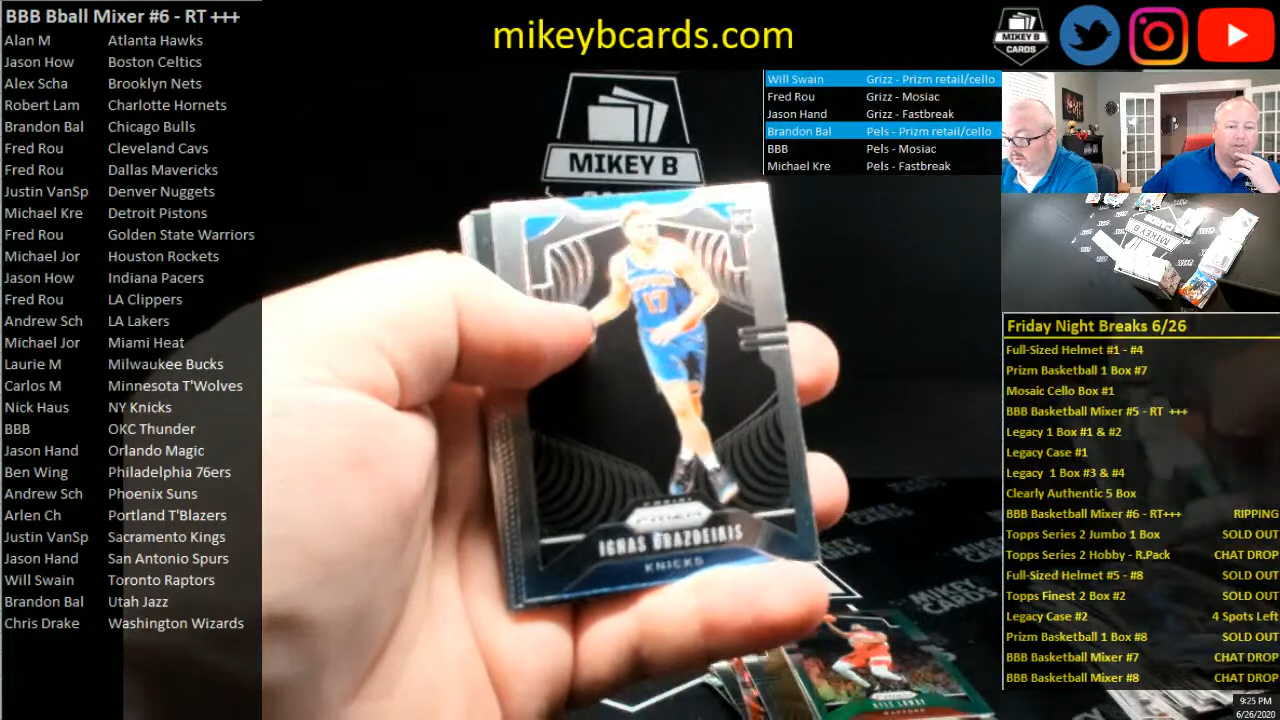 BBB Bball Mixer #6 - RT +++
Alan M Atlanta Hawks
Jason How Boston Celtics
Alex Scha Brooklyn Nets
Robert Lam Charlotte Hornets
Brandon Bal Chicago Bulls
Fred Rou Cleveland Cavs
Fred Rou Dallas Mavericks
Justin VanSp Denver Nuggets
Michael Kre Detroit Pistons
Fred Rou Golden State Warriors
Michael Jor Houston Rockets
Jason How Indiana Pacers
Fred Rou LA Clippers
Andrew Sch LA Lakers
Michael Jor Miami Heat
Laurie M Milwaukee Bucks
Carlos M Minnesota T'Wolves
Nick Haus NY Knicks
BBB OKC Thunder
Jason Hand Orlando Magic
Ben Wing Philadelphia 76ers
Andrew Sch Phoenix Suns
Arlen Ch Portland T'Blazers
Justin VanSp Sacramento Kings
Jason Hand San Antonio Spurs
Will Swain Toronto Raptors
Brandon Bal Utah Jazz
Chris Drake Washington Wizards
mikeybcards.com
MIKEY B
CARDS
Will Swain Grizz - Prizm retail/cello
Fred Rou Grizz - Mosiac
Jason Hand Grizz - Fastbreak
Brandon Bal Pels - Prizm retail/cello
BBB Pels - Mosiac
Michael Kre Pels - Fastbreak
MIKEY B
17
PRIZM
IGNAS BRAZDEIKIS
KNICKS
MIKEY
CARDS
KYLE LOWRY
RAPTORS
Friday Night Breaks 6/26
Full-Sized Helmet #1 - #4
Prizm Basketball 1 Box #7
Mosaic Cello Box #1
BBB Basketball Mixer #5 - RT +++
Legacy 1 Box #1 & #2
Legacy Case #1
Legacy 1 Box #3 & #4
Clearly Authentic 5 Box
BBB Basketball Mixer #6 - RT+++ RIPPING
Topps Series 2 Jumbo 1 Box SOLD OUT
Topps Series 2 Hobby - R.Pack CHAT DROP
Full-Sized Helmet #5 - #8 SOLD OUT
Topps Finest 2 Box #2 SOLD OUT
Legacy Case #2 4 Spots Left
Prizm Basketball 1 Box #8 SOLD OUT
BBB Basketball Mixer #7 CHAT DROP
BBB Basketball Mixer #8 CHAT DROP
9:25 PM
6/26/2020